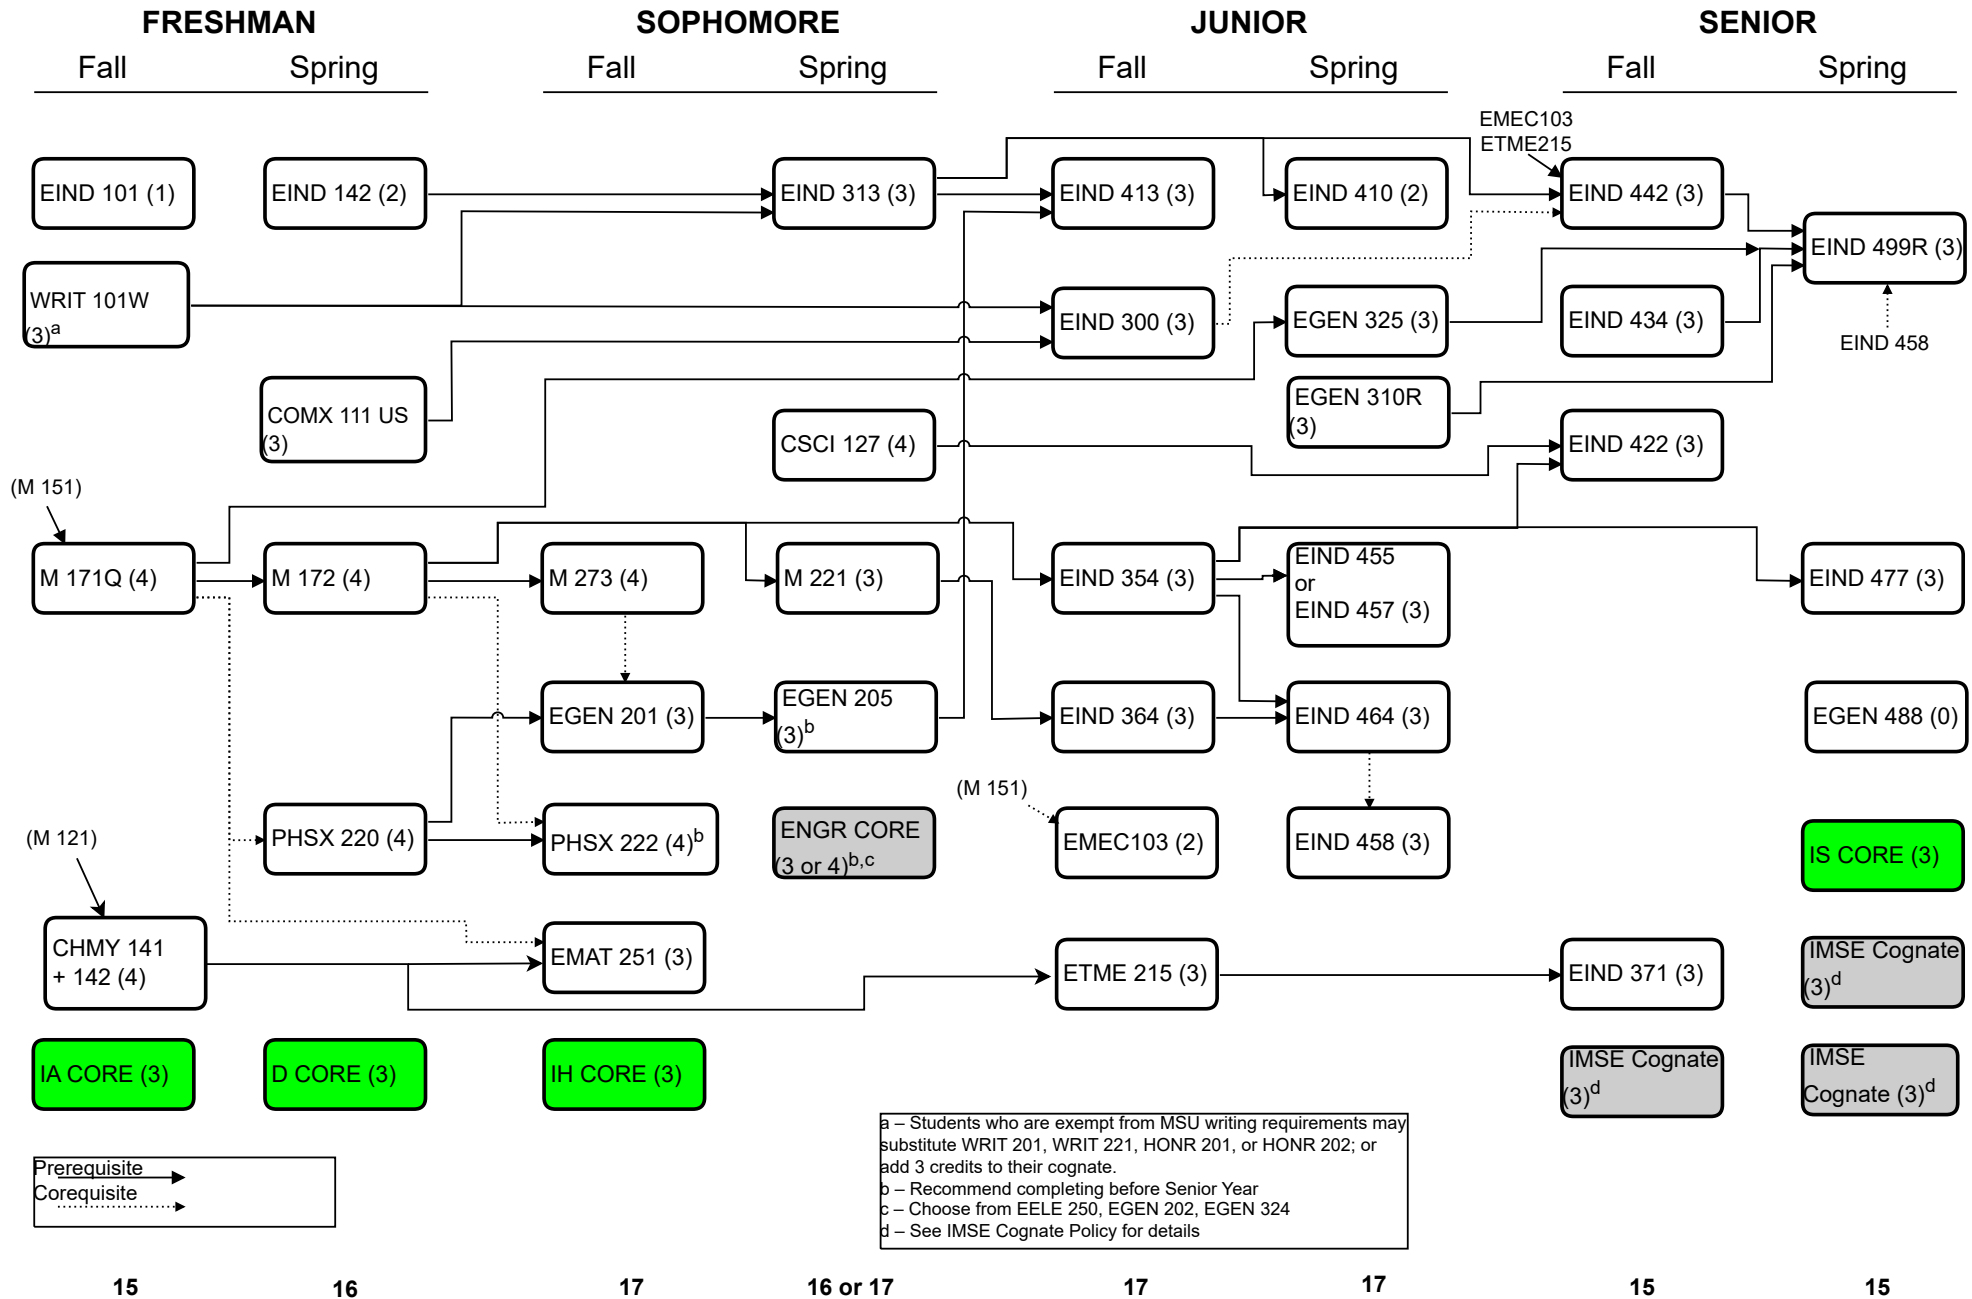 FRESHMAN SOPHOMORE JUNIOR SENIOR
Fall Spring Fall Spring Fall Spring Fall Spring
EMEC103
ETME215
EIND 101 (1)
EIND 142 (2)
EIND 313 (3)
EIND 413 (3)
EIND 410 (2)
EIND 442 (3)
EIND 499R (3)
WRIT 101W
(3)a
EIND 300 (3)
EGEN 325 (3)
EIND 434 (3)
EIND 458
COMX 111 US
(3)
CSCI 127 (4)
EGEN 310R
(3)
EIND 422 (3)
(M 151)
M 171Q (4)
M 172 (4)
M 273 (4)
M 221 (3)
EIND 354 (3)
EIND 455
or
EIND 457 (3)
EIND 477 (3)
EGEN 201 (3)
EGEN 205
(3)b
EIND 364 (3)
EIND 464 (3)
EGEN 488 (0)
(M 151)
(M 121)
PHSX 220 (4)
PHSX 222 (4)b
ENGR CORE
(3 or 4)b,c
EMEC103 (2)
EIND 458 (3)
IS CORE (3)
CHMY 141
+ 142 (4)
EMAT 251 (3)
ETME 215 (3)
EIND 371 (3)
IMSE Cognate
(3)d
IA CORE (3)
D CORE (3)
IH CORE (3)
IMSE Cognate
(3)d
IMSE
Cognate (3)d
Prerequisite
Corequisite
a – Students who are exempt from MSU writing requirements may
substitute WRIT 201, WRIT 221, HONR 201, or HONR 202; or
add 3 credits to their cognate.
b – Recommend completing before Senior Year
c – Choose from EELE 250, EGEN 202, EGEN 324
d – See IMSE Cognate Policy for details
15 16 17 16 or 17 17 17 15 15